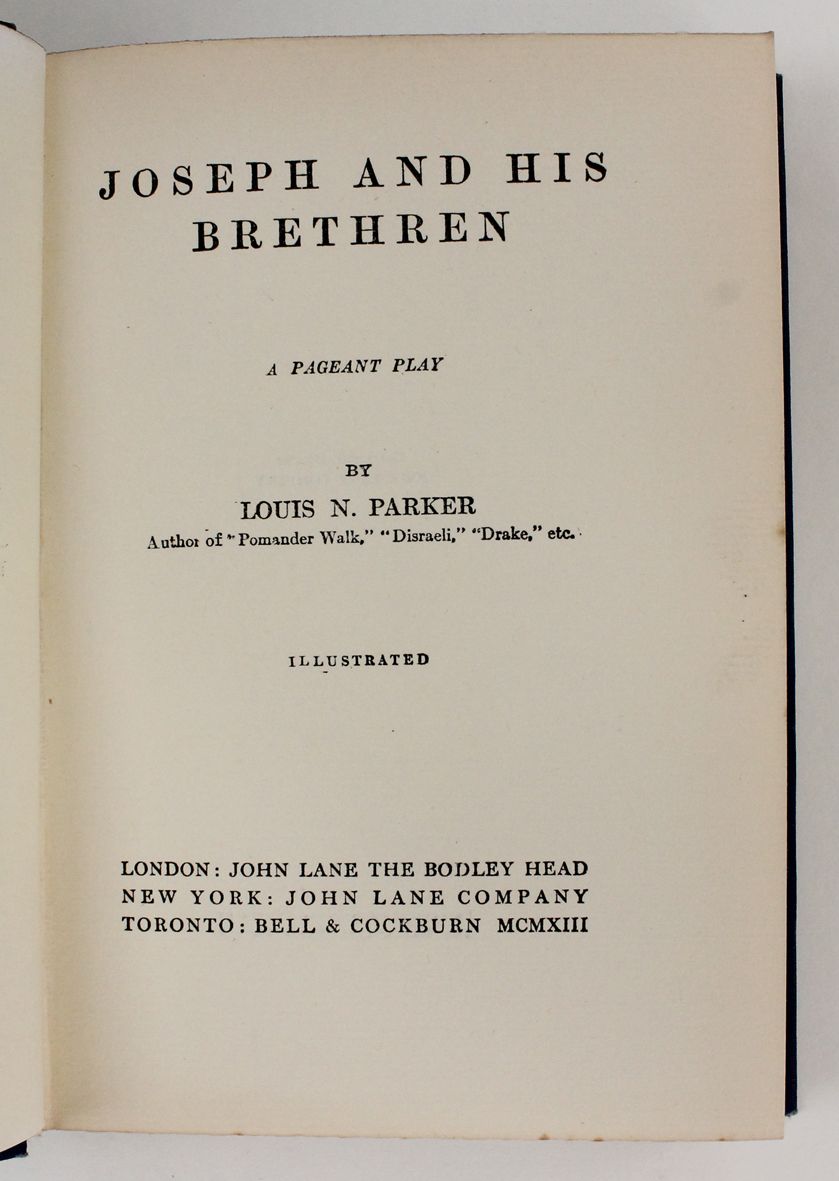 JOSEPH AND HIS
BRETHREN
A PAGEANT PLAY
BY
LOUIS N. PARKER
Author of "Pomander Walk," "Disraeli," "Drake," etc.
ILLUSTRATED
LONDON: JOHN LANE THE BODLEY HEAD
NEW YORK: JOHN LANE COMPANY
TORONTO: BELL & COCKBURN MCMXIII